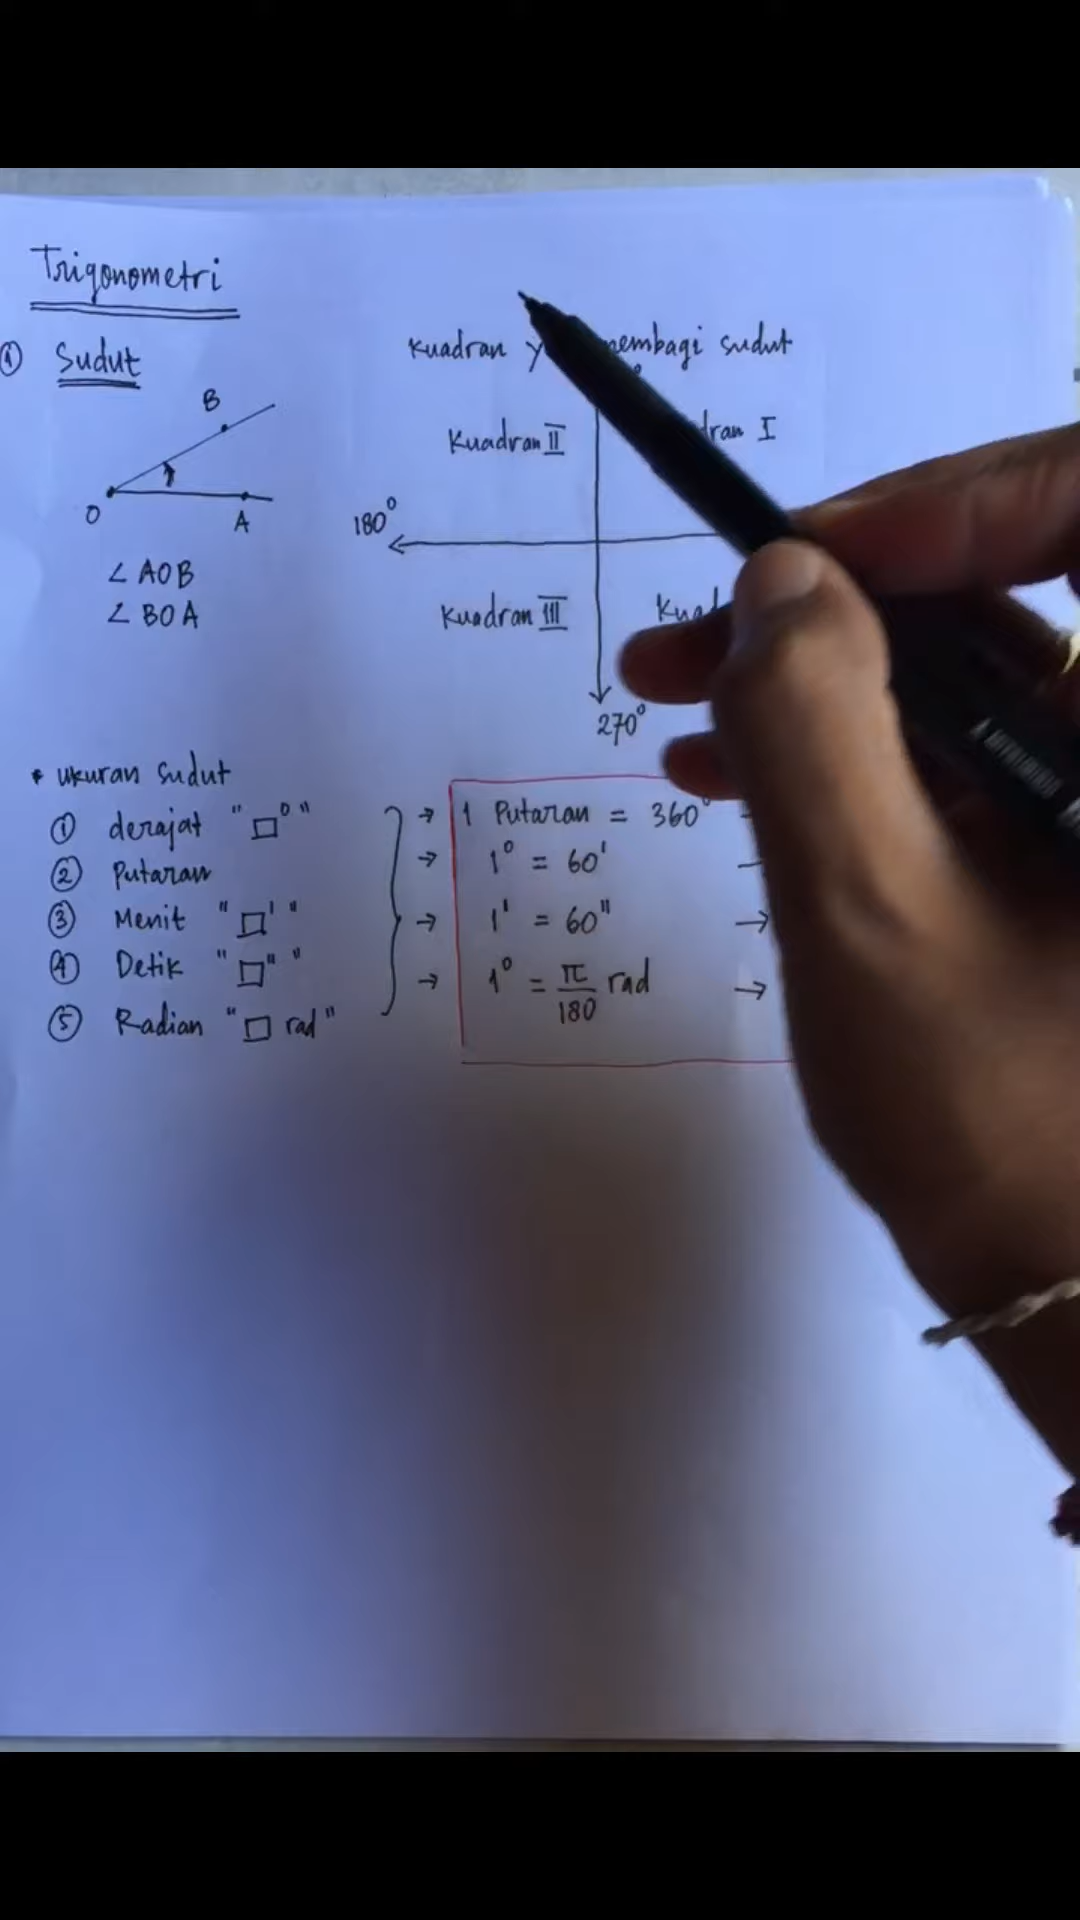 Trigonometri
① Sudut
B
O
A
∠ AOB
∠ BOA
Kuadran membagi sudut
Kuadran II
I
180°
Kuadran III
270°
* Ukuran Sudut
① derajat "□°"
② Putaran
③ Menit "□'"
④ Detik "□""
⑤ Radian "□ rad"
→ 1 Putaran = 360°
→ 1° = 60' →
→ 1' = 60" →
→ 1° = π/180 rad →